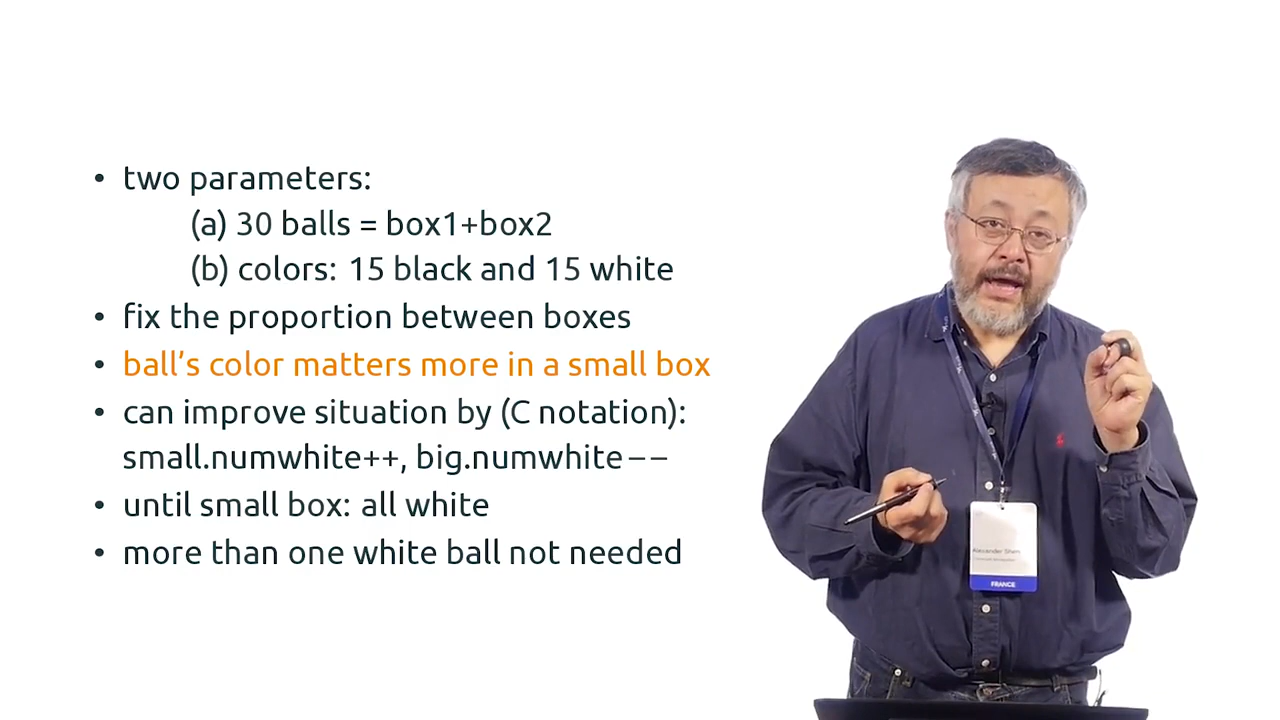 • two parameters:
(a) 30 balls = box1+box2
(b) colors: 15 black and 15 white
• fix the proportion between boxes
• ball’s color matters more in a small box
• can improve situation by (C notation):
small.numwhite++, big.numwhite−−
• until small box: all white
• more than one white ball not needed
Alexander Shen
FRANCE